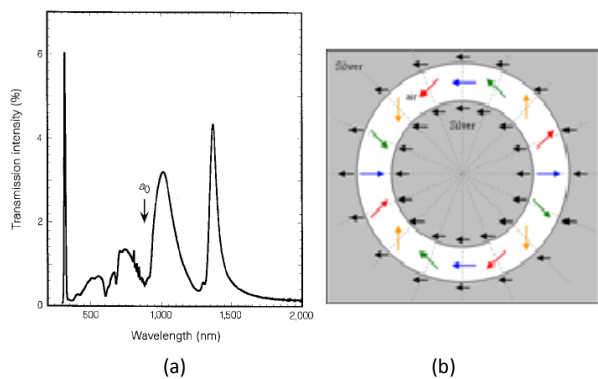 6
4
2
0
Transmission intensity (%)
a0
500
1,000
1,500
2,000
Wavelength (nm)
(a)
Silver
air
Silver
(b)